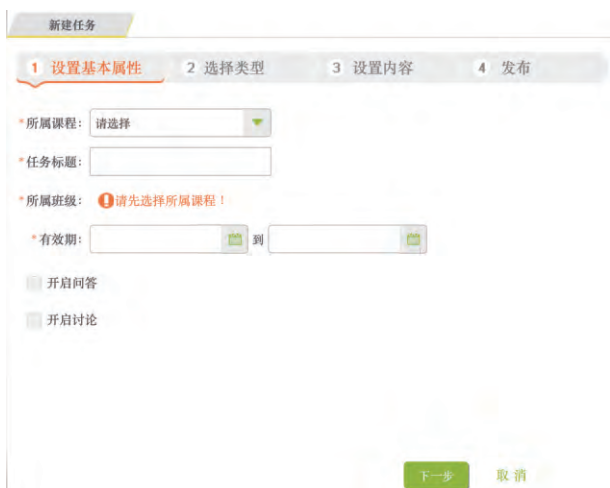 新建任务
1 设置基本属性 2 选择类型 3 设置内容 4 发布
*所属课程: 请选择
*任务标题:
*所属班级: 请先选择所属课程！
*有效期: 到
开启问答
开启讨论
下一步 取消